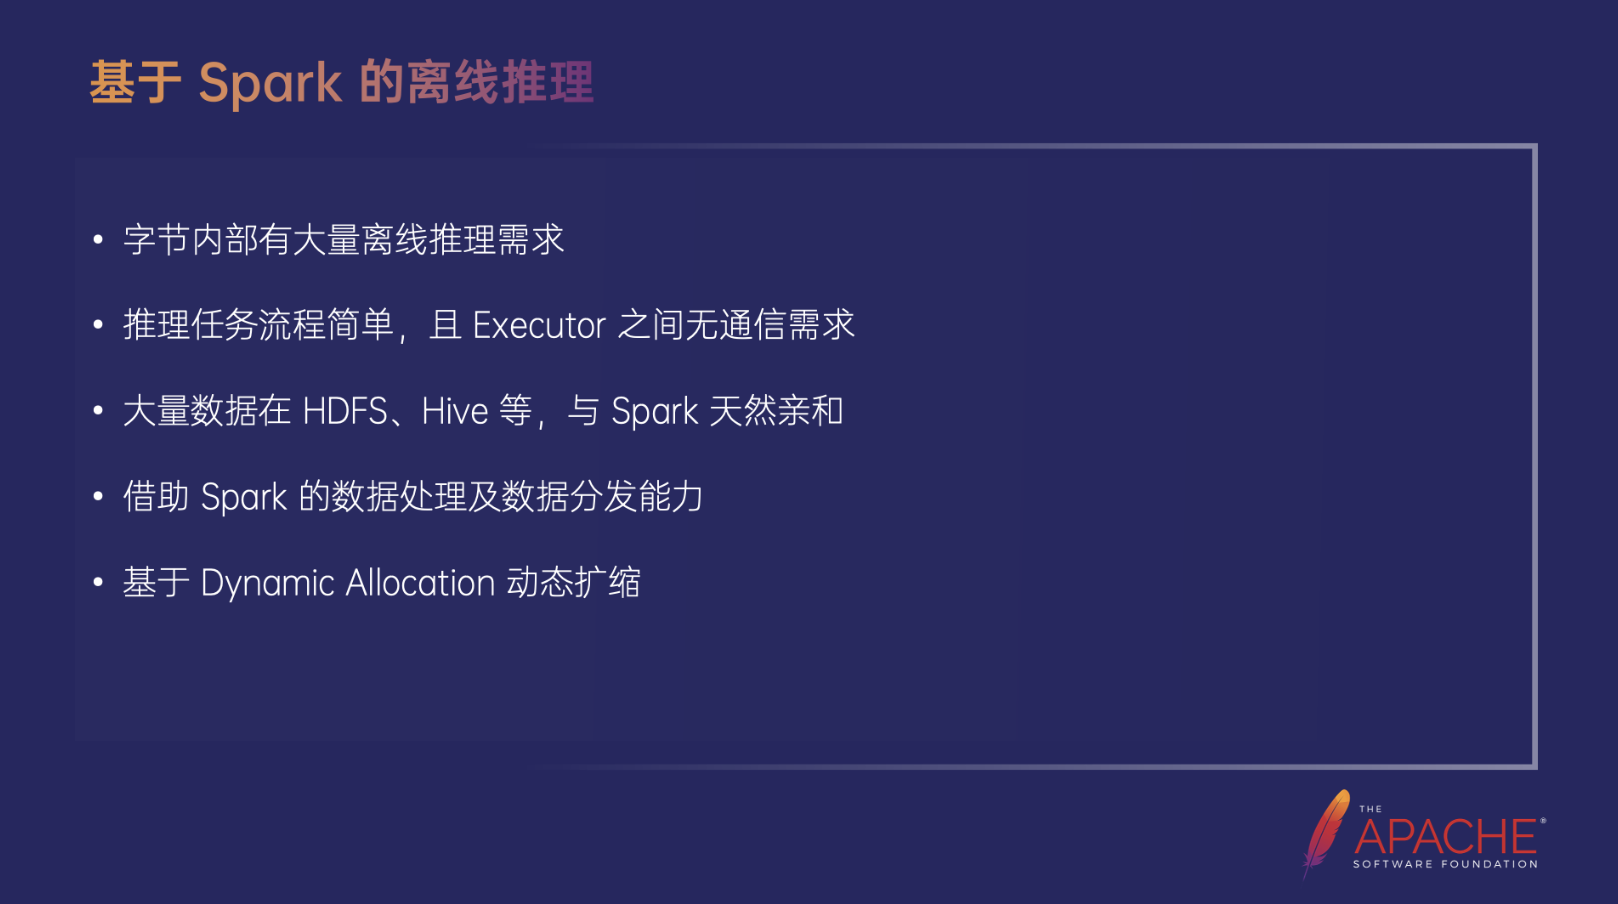 基于 Spark 的离线推理
• 字节内部有大量离线推理需求
• 推理任务流程简单，且 Executor 之间无通信需求
• 大量数据在 HDFS、Hive 等，与 Spark 天然亲和
• 借助 Spark 的数据处理及数据分发能力
• 基于 Dynamic Allocation 动态扩缩
THE
APACHE®
SOFTWARE FOUNDATION